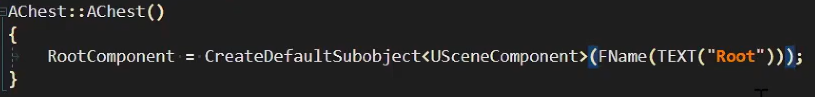 AChest::AChest()
{
RootComponent = CreateDefaultSubobject<USceneComponent>(FName(TEXT("Root")));
}